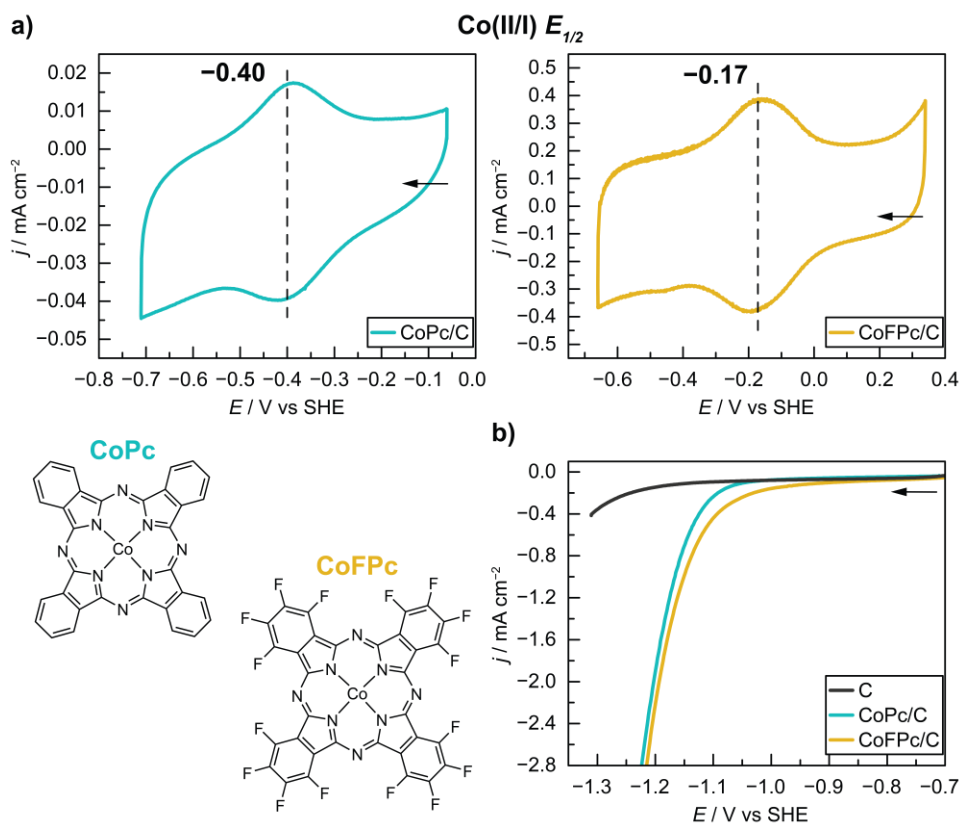 a)
Co(II/I) E1/2
−0.40
0.02
0.01
0.00
−0.01
−0.02
−0.03
−0.04
−0.05
j / mA cm−2
CoPc/C
−0.8 −0.7 −0.6 −0.5 −0.4 −0.3 −0.2 −0.1 0.0
E / V vs SHE
−0.17
0.5
0.4
0.3
0.2
0.1
0.0
−0.1
−0.2
−0.3
−0.4
−0.5
j / mA cm−2
CoFPc/C
−0.6 −0.4 −0.2 0.0 0.2 0.4
E / V vs SHE
CoPc
N
N N
N Co N
N N
N
CoFPc
F F
F F
F N F
F N N F
N Co N
F N N F
F N F
F F
F F
b)
0.0
−0.4
−0.8
−1.2
−1.6
−2.0
−2.4
−2.8
j / mA cm−2
C
CoPc/C
CoFPc/C
−1.3 −1.2 −1.1 −1.0 −0.9 −0.8 −0.7
E / V vs SHE